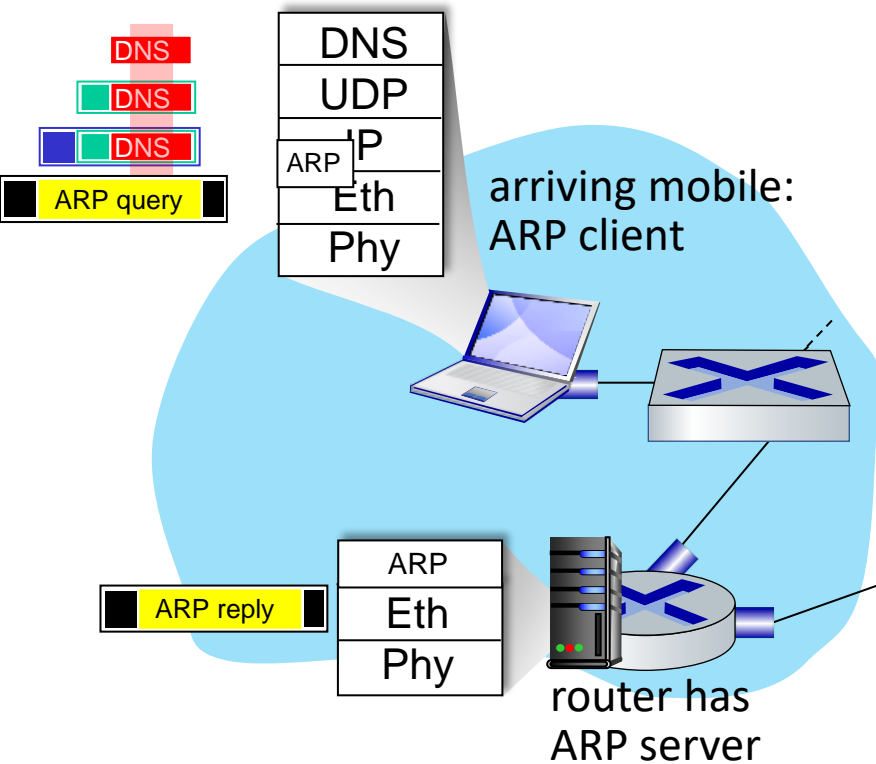 DNS
DNS
DNS
ARP query
DNS
UDP
IP
ARP
Eth
Phy
arriving mobile:
ARP client
ARP reply
ARP
Eth
Phy
router has
ARP server